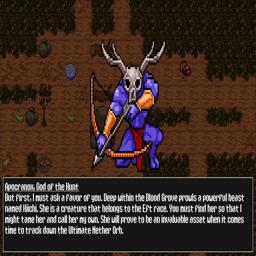 Apocranox, God of the Hunt
But first, I must ask a favor of you. Deep within the Blood Grove prowls a powerful beast
named Kiichi. She is a creature that belongs to the Eft race. You must find her so that I
might tame her and call her my own. She will prove to be an invaluable asset when it comes
time to track down the Ultimate Nether Orb.